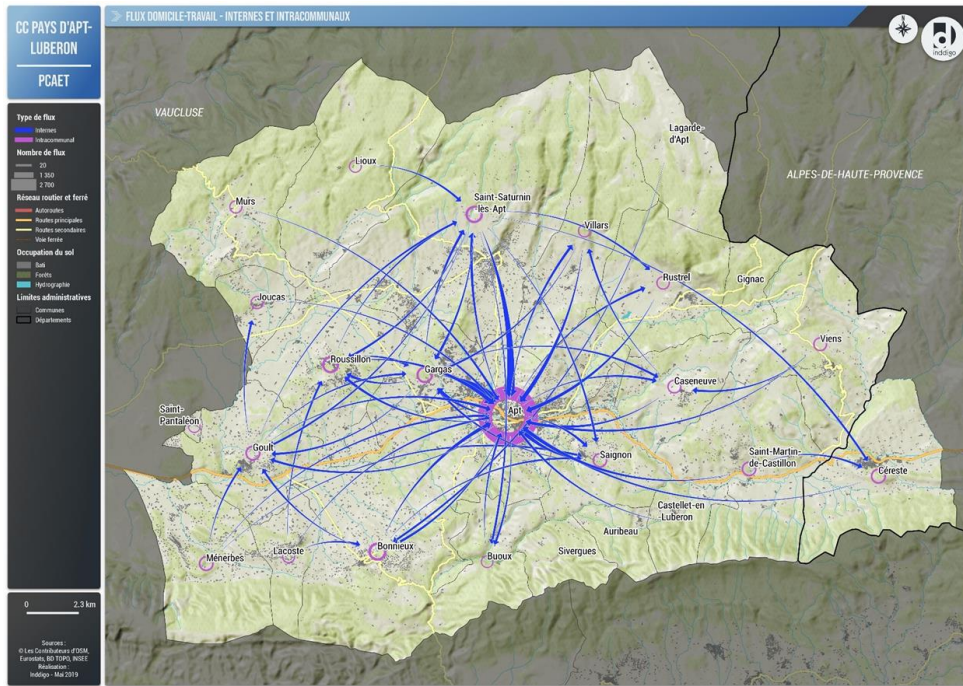 CC PAYS D'APT-
LUBERON
PCAET
FLUX DOMICILE-TRAVAIL - INTERNES ET INTRACOMMUNAUX
inddigo
Type de flux
Internes
Intracommunal
Nombre de flux
20
1 350
2 700
Réseau routier et ferré
Autoroutes
Routes principales
Routes secondaires
Voie ferrée
Occupation du sol
Bati
Forêts
Hydrographie
Limites administratives
Communes
Départements
0 2.3 km
Sources :
© Les Contributeurs d'OSM,
Eurostats, BD TOPO, INSEE
Réalisation :
Inddigo - Mai 2019
VAUCLUSE
Lagarde-
d'Apt
ALPES-DE-HAUTE-PROVENCE
Lioux
Murs
Saint-Saturnin
-lès-Apt
Villars
Rustrel
Gignac
Joucas
Viens
Roussillon
Gargas
Caseneuve
Saint-
Pantaléon
Apt
Goult
Saignon
Saint-Martin-
de-Castillon
Céreste
Castellet-en
-Luberon
Auribeau
Ménerbes
Lacoste
Bonnieux
Buoux
Sivergues